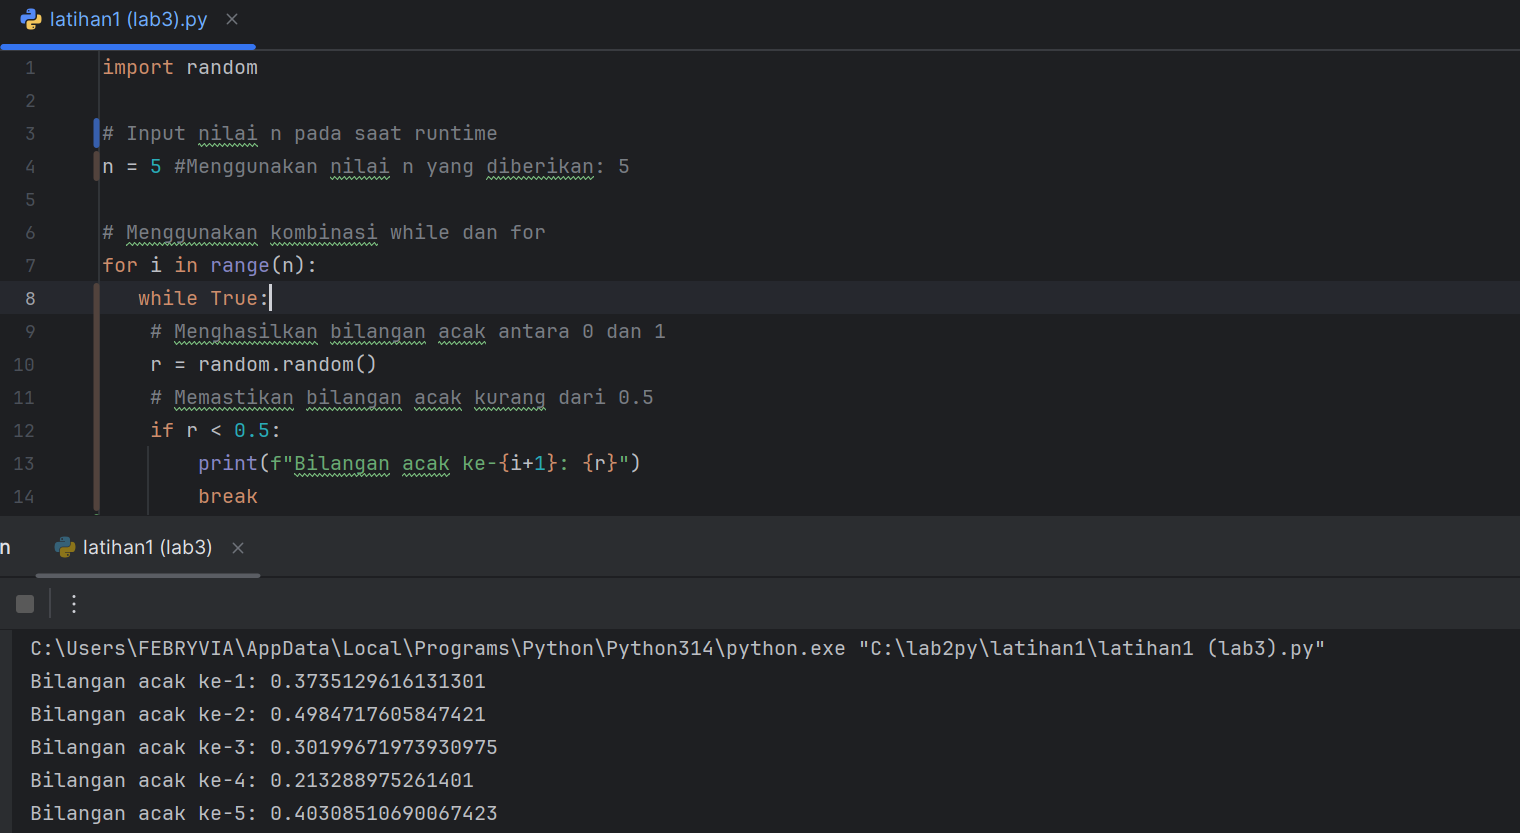 latihan1 (lab3).py
1 import random
2
3 # Input nilai n pada saat runtime
4 n = 5 #Menggunakan nilai n yang diberikan: 5
5
6 # Menggunakan kombinasi while dan for
7 for i in range(n):
8    while True:
9     # Menghasilkan bilangan acak antara 0 dan 1
10     r = random.random()
11     # Memastikan bilangan acak kurang dari 0.5
12     if r < 0.5:
13         print(f"Bilangan acak ke-{i+1}: {r}")
14         break
n latihan1 (lab3)
C:\Users\FEBRYVIA\AppData\Local\Programs\Python\Python314\python.exe "C:\lab2py\latihan1\latihan1 (lab3).py"
Bilangan acak ke-1: 0.3735129616131301
Bilangan acak ke-2: 0.4984717605847421
Bilangan acak ke-3: 0.30199671973930975
Bilangan acak ke-4: 0.213288975261401
Bilangan acak ke-5: 0.40308510690067423